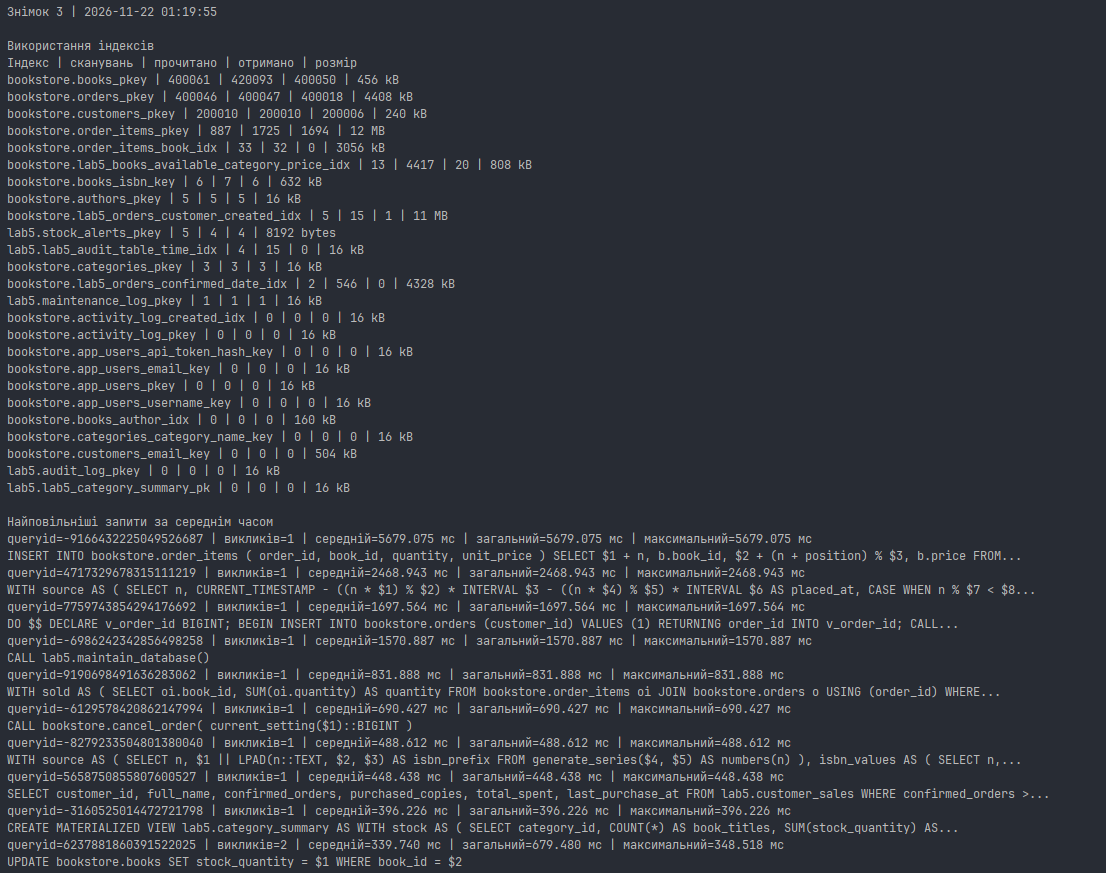 Знімок 3 | 2026-11-22 01:19:55
Використання індексів
Індекс | сканувань | прочитано | отримано | розмір
bookstore.books_pkey | 400061 | 420093 | 400050 | 456 kB
bookstore.orders_pkey | 400046 | 400047 | 400018 | 4408 kB
bookstore.customers_pkey | 200010 | 200010 | 200006 | 240 kB
bookstore.order_items_pkey | 887 | 1725 | 1694 | 12 MB
bookstore.order_items_book_idx | 33 | 32 | 0 | 3056 kB
bookstore.lab5_books_available_category_price_idx | 13 | 4417 | 20 | 808 kB
bookstore.books_isbn_key | 6 | 7 | 6 | 632 kB
bookstore.authors_pkey | 5 | 5 | 5 | 16 kB
bookstore.lab5_orders_customer_created_idx | 5 | 15 | 1 | 11 MB
lab5.stock_alerts_pkey | 5 | 4 | 4 | 8192 bytes
lab5.lab5_audit_table_time_idx | 4 | 15 | 0 | 16 kB
bookstore.categories_pkey | 3 | 3 | 3 | 16 kB
bookstore.lab5_orders_confirmed_date_idx | 2 | 546 | 0 | 4328 kB
lab5.maintenance_log_pkey | 1 | 1 | 1 | 16 kB
bookstore.activity_log_created_idx | 0 | 0 | 0 | 16 kB
bookstore.activity_log_pkey | 0 | 0 | 0 | 16 kB
bookstore.app_users_api_token_hash_key | 0 | 0 | 0 | 16 kB
bookstore.app_users_email_key | 0 | 0 | 0 | 16 kB
bookstore.app_users_pkey | 0 | 0 | 0 | 16 kB
bookstore.app_users_username_key | 0 | 0 | 0 | 16 kB
bookstore.books_author_idx | 0 | 0 | 0 | 160 kB
bookstore.categories_category_name_key | 0 | 0 | 0 | 16 kB
bookstore.customers_email_key | 0 | 0 | 0 | 504 kB
lab5.audit_log_pkey | 0 | 0 | 0 | 16 kB
lab5.lab5_category_summary_pk | 0 | 0 | 0 | 16 kB
Найповільніші запити за середнім часом
queryid=-9166432225049526687 | викликів=1 | середній=5679.075 мс | загальний=5679.075 мс | максимальний=5679.075 мс
INSERT INTO bookstore.order_items ( order_id, book_id, quantity, unit_price ) SELECT $1 + n, b.book_id, $2 + (n + position) % $3, b.price FROM...
queryid=4717329678315111219 | викликів=1 | середній=2468.943 мс | загальний=2468.943 мс | максимальний=2468.943 мс
WITH source AS ( SELECT n, CURRENT_TIMESTAMP - ((n * $1) % $2) * INTERVAL $3 - ((n * $4) % $5) * INTERVAL $6 AS placed_at, CASE WHEN n % $7 < $8...
queryid=7759743854294176692 | викликів=1 | середній=1697.564 мс | загальний=1697.564 мс | максимальний=1697.564 мс
DO $$ DECLARE v_order_id BIGINT; BEGIN INSERT INTO bookstore.orders (customer_id) VALUES (1) RETURNING order_id INTO v_order_id; CALL...
queryid=-6986242342856498258 | викликів=1 | середній=1570.887 мс | загальний=1570.887 мс | максимальний=1570.887 мс
CALL lab5.maintain_database()
queryid=9190698491636283062 | викликів=1 | середній=831.888 мс | загальний=831.888 мс | максимальний=831.888 мс
WITH sold AS ( SELECT oi.book_id, SUM(oi.quantity) AS quantity FROM bookstore.order_items oi JOIN bookstore.orders o USING (order_id) WHERE...
queryid=-6129578420862147994 | викликів=1 | середній=690.427 мс | загальний=690.427 мс | максимальний=690.427 мс
CALL bookstore.cancel_order( current_setting($1)::BIGINT )
queryid=-8279233504801380040 | викликів=1 | середній=488.612 мс | загальний=488.612 мс | максимальний=488.612 мс
WITH source AS ( SELECT n, $1 || LPAD(n::TEXT, $2, $3) AS isbn_prefix FROM generate_series($4, $5) AS numbers(n) ), isbn_values AS ( SELECT n,...
queryid=5658750855807600527 | викликів=1 | середній=448.438 мс | загальний=448.438 мс | максимальний=448.438 мс
SELECT customer_id, full_name, confirmed_orders, purchased_copies, total_spent, last_purchase_at FROM lab5.customer_sales WHERE confirmed_orders >...
queryid=-3160525014472721798 | викликів=1 | середній=396.226 мс | загальний=396.226 мс | максимальний=396.226 мс
CREATE MATERIALIZED VIEW lab5.category_summary AS WITH stock AS ( SELECT category_id, COUNT(*) AS book_titles, SUM(stock_quantity) AS...
queryid=6237881860391522025 | викликів=2 | середній=339.740 мс | загальний=679.480 мс | максимальний=348.518 мс
UPDATE bookstore.books SET stock_quantity = $1 WHERE book_id = $2